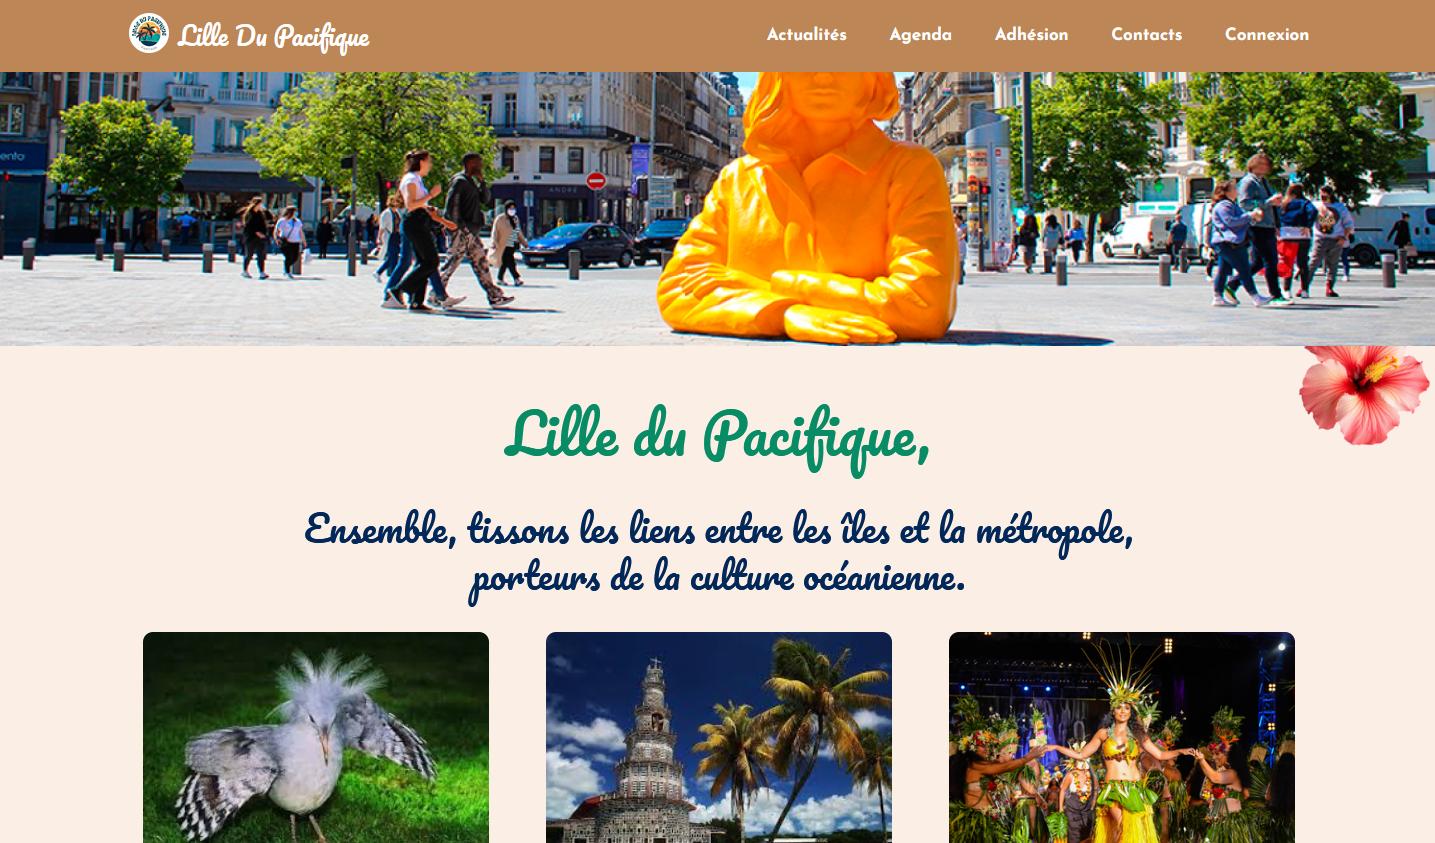 Lille Du Pacifique
Actualités Agenda Adhésion Contacts Connexion
ANDRÉ
Lille du Pacifique,
Ensemble, tissons les liens entre les îles et la métropole,
porteurs de la culture océanienne.